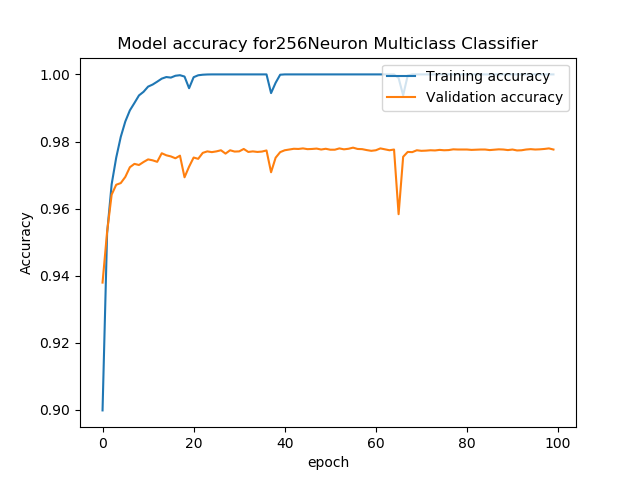 Model accuracy for256Neuron Multiclass Classifier
1.00
0.98
0.96
0.94
0.92
0.90
Accuracy
Training accuracy
Validation accuracy
0 20 40 60 80 100
epoch